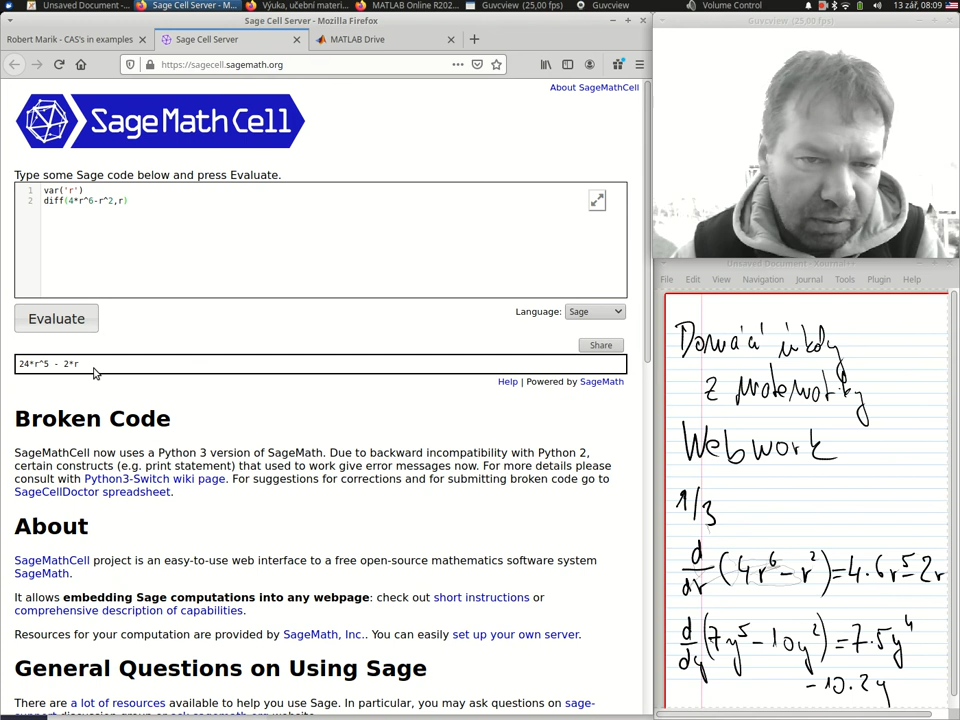 Unsaved Document -...
Sage Cell Server - M...
Výuka, učební materi...
MATLAB Online R202...
Guvcview (25,00 fps)
Guvcview
Volume Control
13 zář, 08:09
Sage Cell Server - Mozilla Firefox
Guvcview (25,00 fps)
Robert Marik - CAS's in examples
Sage Cell Server
MATLAB Drive
https://sagecell.sagemath.org
About SageMathCell
SageMathCell
Type some Sage code below and press Evaluate.
1 var('r')
2 diff(4*r^6-r^2,r)
Evaluate
Language: Sage
Share
24*r^5 - 2*r
Help | Powered by SageMath
Broken Code
SageMathCell now uses a Python 3 version of SageMath. Due to backward incompatibility with Python 2,
certain constructs (e.g. print statement) that used to work give error messages now. For more details please
consult with Python3-Switch wiki page. For suggestions for corrections and for submitting broken code go to
SageCellDoctor spreadsheet.
About
SageMathCell project is an easy-to-use web interface to a free open-source mathematics software system
SageMath.
It allows embedding Sage computations into any webpage: check out short instructions or
comprehensive description of capabilities.
Resources for your computation are provided by SageMath, Inc.. You can easily set up your own server.
General Questions on Using Sage
There are a lot of resources available to help you use Sage. In particular, you may ask questions on sage-
Unsaved Document - Xournal++
File Edit View Navigation Journal Tools Plugin Help
z Matematiky
Webwork
1/3
d/dr (4r^6 - r^2) = 4·6r^5 - 2r
d/dy (7y^5 - 10y^2) = 7·5y^4
- 10·2y